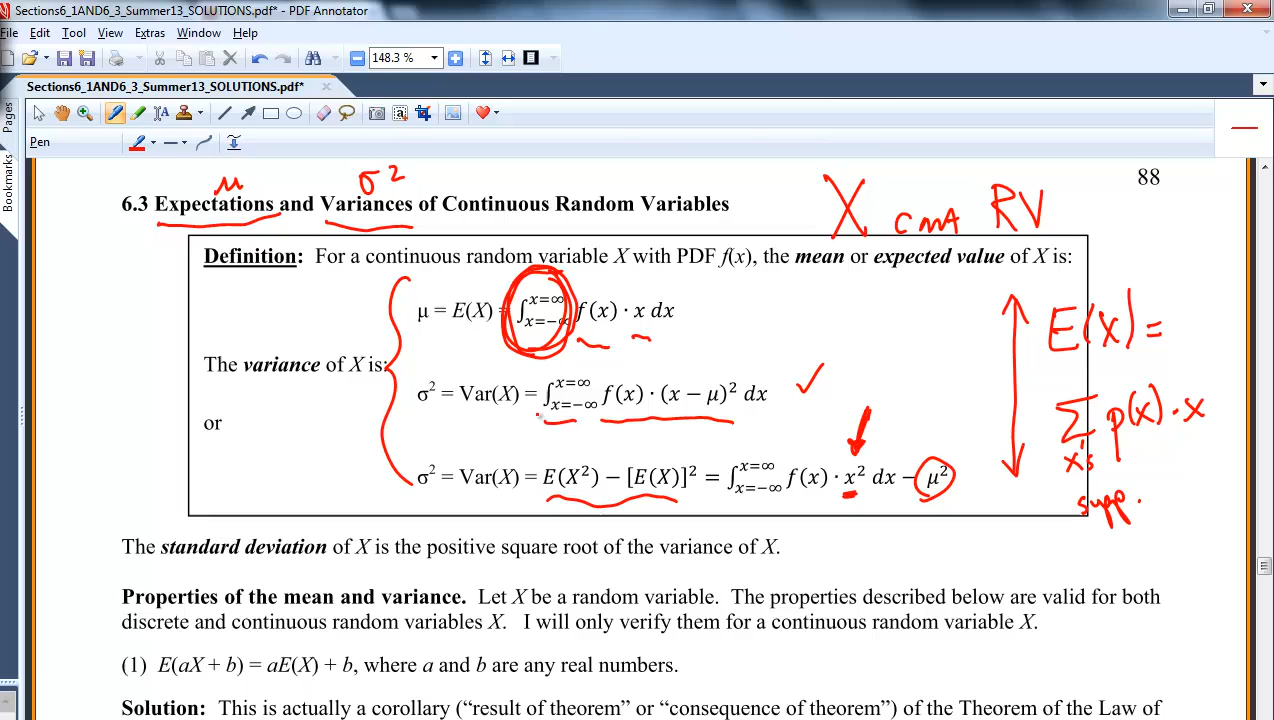 Sections6_1AND6_3_Summer13_SOLUTIONS.pdf* - PDF Annotator
File Edit Tool View Extras Window Help
148.3 %
Sections6_1AND6_3_Summer13_SOLUTIONS.pdf*
Pages
Bookmarks
Pen
88
μ σ²
6.3 Expectations and Variances of Continuous Random Variables
X cont RV
Definition: For a continuous random variable X with PDF f(x), the mean or expected value of X is:
μ = E(X) = ∫_{x=−∞}^{x=∞} f(x) · x dx
E(X) =
The variance of X is:
σ² = Var(X) = ∫_{x=−∞}^{x=∞} f(x) · (x − μ)² dx ✓
or
∑ p(x) · x
x's
supp.
σ² = Var(X) = E(X²) − [E(X)]² = ∫_{x=−∞}^{x=∞} f(x) · x² dx − μ²
The standard deviation of X is the positive square root of the variance of X.
Properties of the mean and variance. Let X be a random variable. The properties described below are valid for both
discrete and continuous random variables X. I will only verify them for a continuous random variable X.
(1) E(aX + b) = aE(X) + b, where a and b are any real numbers.
Solution: This is actually a corollary (“result of theorem” or “consequence of theorem”) of the Theorem of the Law of